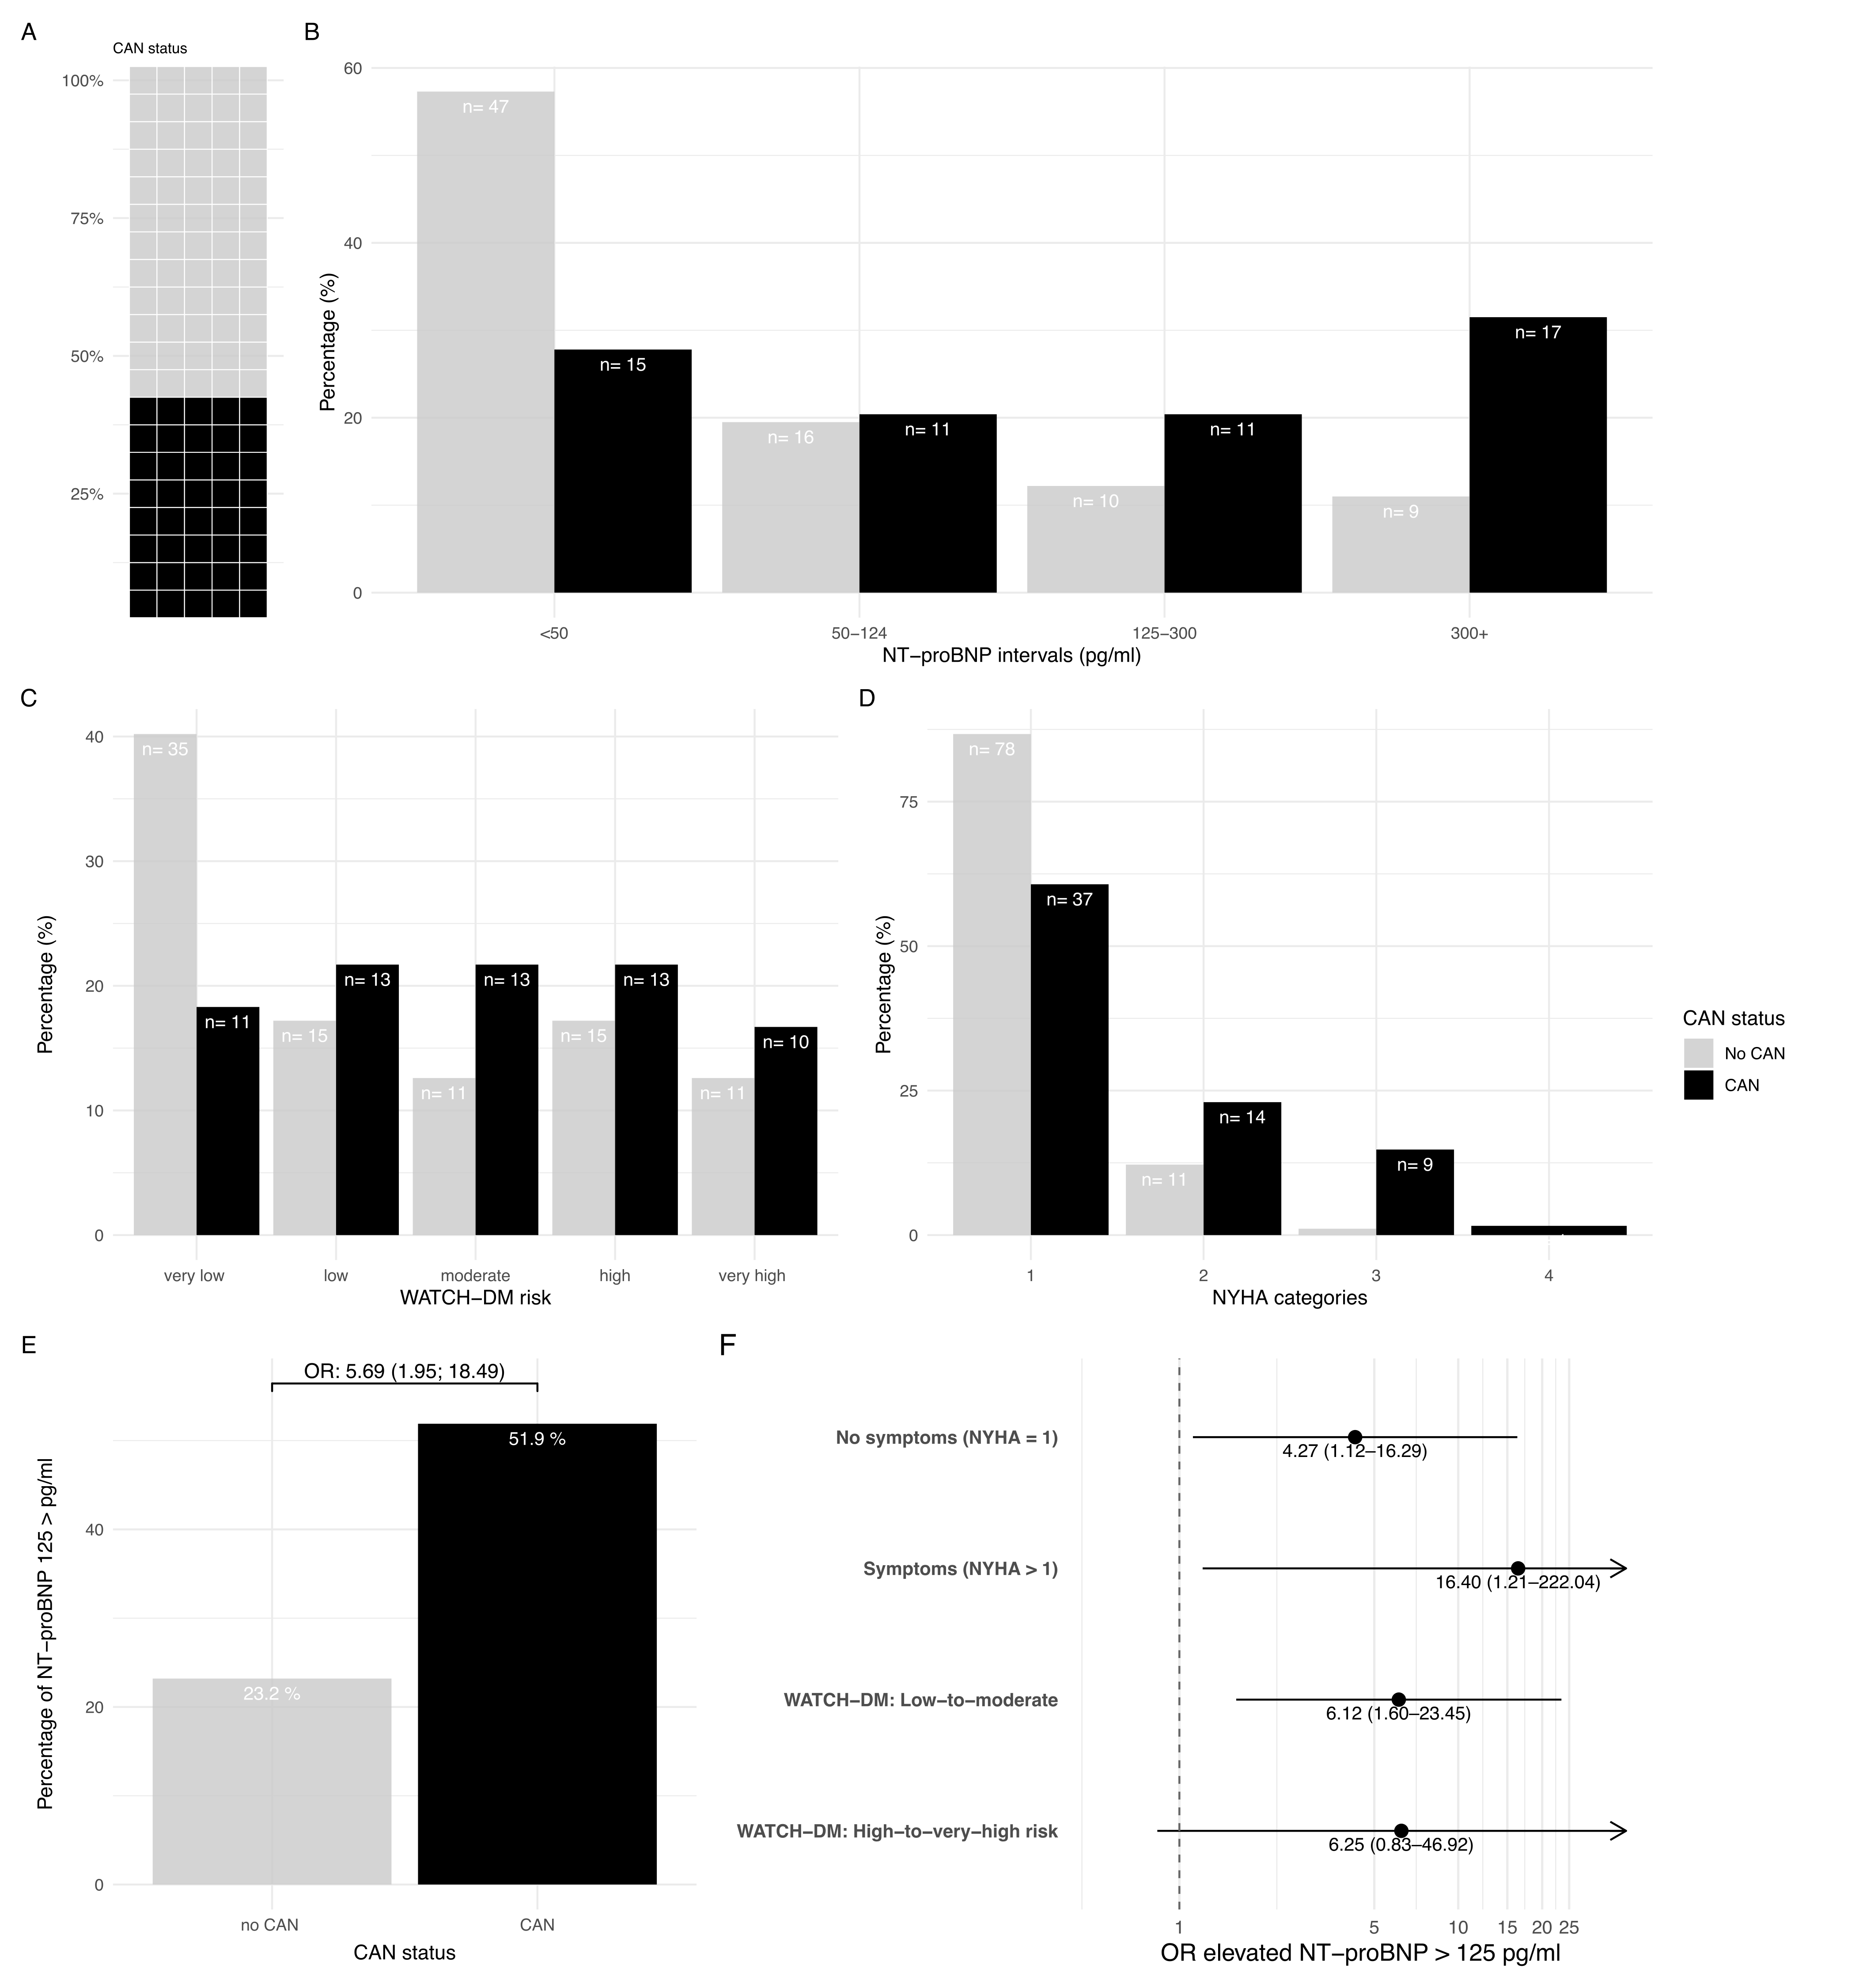 A
CAN status
100%
75%
50%
25%
B
Percentage (%)
60
40
20
0
n= 47
n= 15
n= 16
n= 11
n= 10
n= 11
n= 9
n= 17
<50
50–124
125–300
300+
NT–proBNP intervals (pg/ml)
C
Percentage (%)
40
30
20
10
0
n= 35
n= 11
n= 15
n= 13
n= 11
n= 13
n= 15
n= 13
n= 11
n= 10
very low
low
moderate
high
very high
WATCH–DM risk
D
Percentage (%)
75
50
25
0
n= 78
n= 37
n= 11
n= 14
n= 9
1
2
3
4
NYHA categories
CAN status
No CAN
CAN
E
Percentage of NT–proBNP 125 > pg/ml
40
20
0
OR: 5.69 (1.95; 18.49)
23.2 %
51.9 %
no CAN
CAN
CAN status
F
No symptoms (NYHA = 1)
4.27 (1.12–16.29)
Symptoms (NYHA > 1)
16.40 (1.21–222.04)
WATCH–DM: Low–to–moderate
6.12 (1.60–23.45)
WATCH–DM: High–to–very–high risk
6.25 (0.83–46.92)
1
5
10
15
20
25
OR elevated NT–proBNP > 125 pg/ml